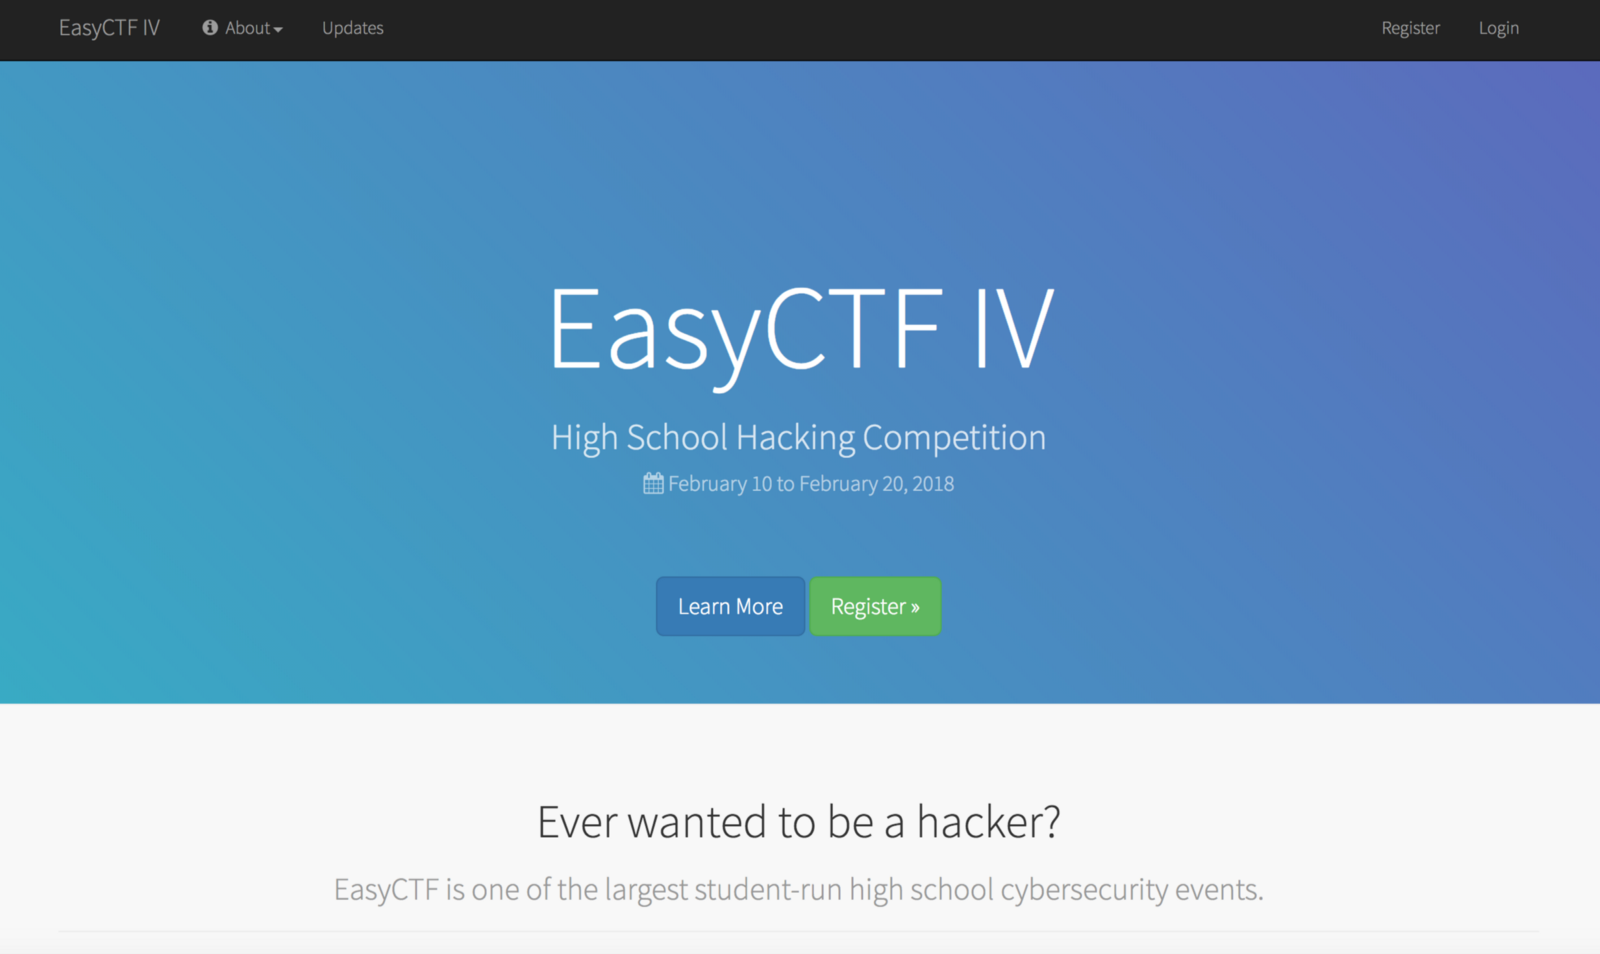 EasyCTF IV About Updates Register Login
EasyCTF IV
High School Hacking Competition
February 10 to February 20, 2018
Learn More Register »
Ever wanted to be a hacker?
EasyCTF is one of the largest student-run high school cybersecurity events.